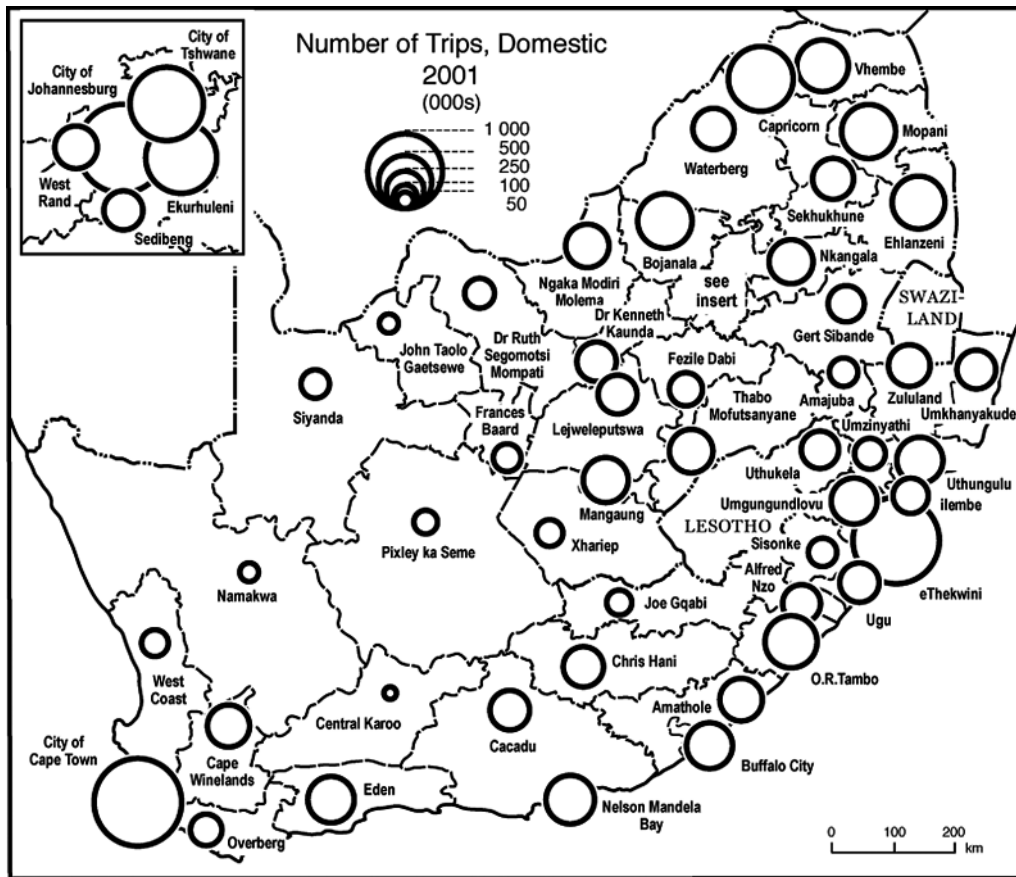 City of
Tshwane
City of
Johannesburg
West
Rand
Ekurhuleni
Sedibeng
Number of Trips, Domestic
2001
(000s)
1 000
500
250
100
50
Vhembe
Capricorn
Mopani
Waterberg
Sekhukhune
Ehlanzeni
Bojanala
Nkangala
Ngaka Modiri
Molema
see
insert
Dr Kenneth
Kaunda
SWAZI-
LAND
Gert Sibande
John Taolo
Gaetsewe
Dr Ruth
Segomotsi
Mompati
Fezile Dabi
Siyanda
Thabo
Mofutsanyane
Amajuba
Zululand
Umkhanyakude
Frances
Baard
Lejweleputswa
Umzinyathi
Uthukela
Uthungulu
Umgungundlovu
ilembe
Mangaung
LESOTHO
Pixley ka Seme
Xhariep
Sisonke
Alfred
Nzo
eThekwini
Namakwa
Joe Gqabi
Ugu
West
Coast
Chris Hani
O.R.Tambo
Central Karoo
Amathole
City of
Cape Town
Cape
Winelands
Cacadu
Buffalo City
Eden
Nelson Mandela
Bay
Overberg
0 100 200
km